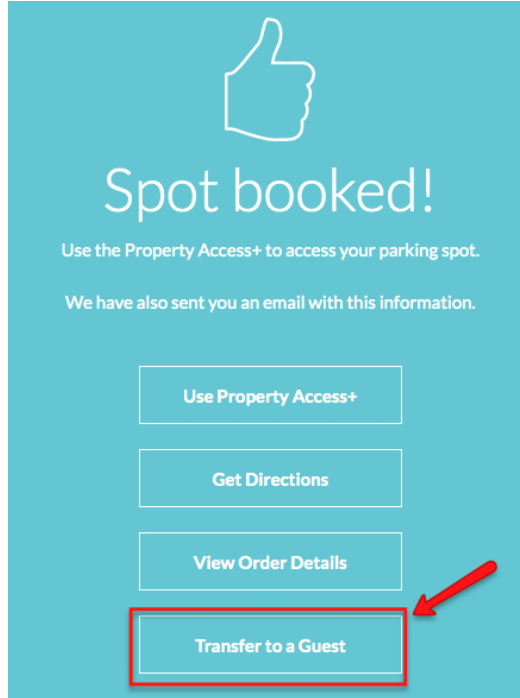 Spot booked!
Use the Property Access+ to access your parking spot.
We have also sent you an email with this information.
Use Property Access+
Get Directions
View Order Details
Transfer to a Guest